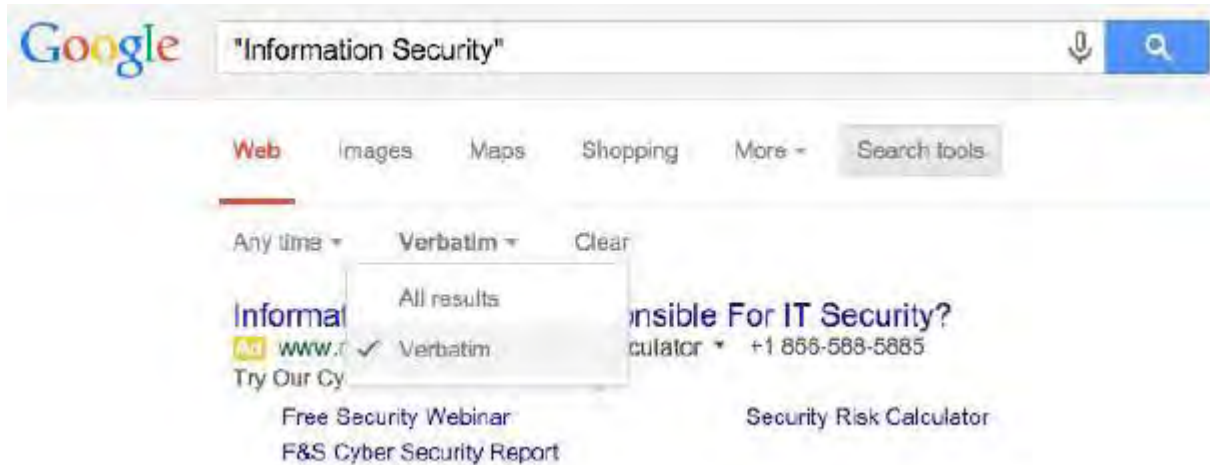 Google "Information Security"
Web Images Maps Shopping More Search tools
Any time Verbatim Clear
All results
Verbatim
Informat nsible For IT Security?
Ad www. culator +1 866-588-5885
Try Our Cy
Free Security Webinar Security Risk Calculator
F&S Cyber Security Report